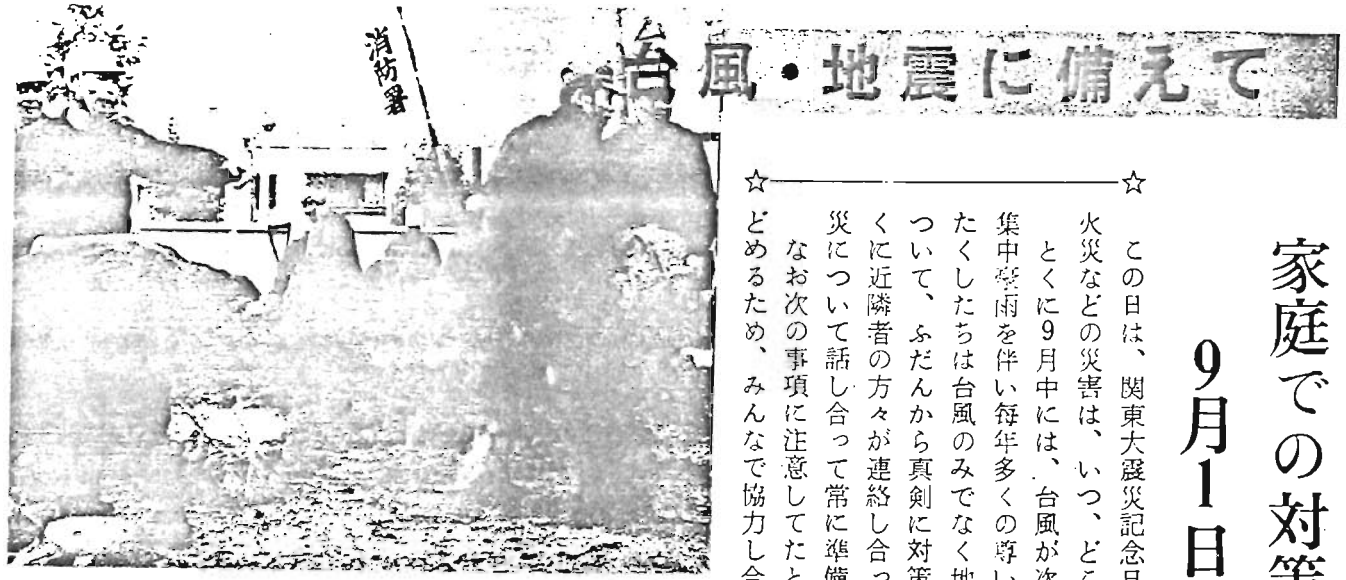 台風・地震に備えて
消防署
家庭での対策
9月1日
この日は、関東大震災記念日
火災などの災害は、いつ、どこ
とくに9月中には、台風が次
集中豪雨を伴い毎年多くの尊い
たくしたちは台風のみでなく地
ついて、ふだんから真剣に対策
くに近隣者の方々が連絡し合っ
災について話し合って常に準備
なお次の事項に注意してたと
どめるため、みんなで協力し合